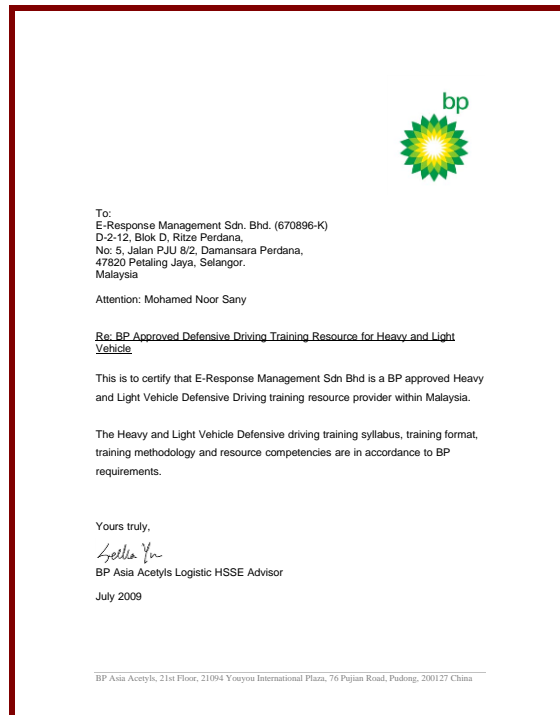 bp
To:
E-Response Management Sdn. Bhd. (670896-K)
D-2-12, Blok D, Ritze Perdana,
No: 5, Jalan PJU 8/2, Damansara Perdana,
47820 Petaling Jaya, Selangor.
Malaysia
Attention: Mohamed Noor Sany
Re: BP Approved Defensive Driving Training Resource for Heavy and Light
Vehicle
This is to certify that E-Response Management Sdn Bhd is a BP approved Heavy
and Light Vehicle Defensive Driving training resource provider within Malaysia.
The Heavy and Light Vehicle Defensive driving training syllabus, training format,
training methodology and resource competencies are in accordance to BP
requirements.
Yours truly,
BP Asia Acetyls Logistic HSSE Advisor
July 2009
BP Asia Acetyls, 21st Floor, 21094 Youyou International Plaza, 76 Pujian Road, Pudong, 200127 China